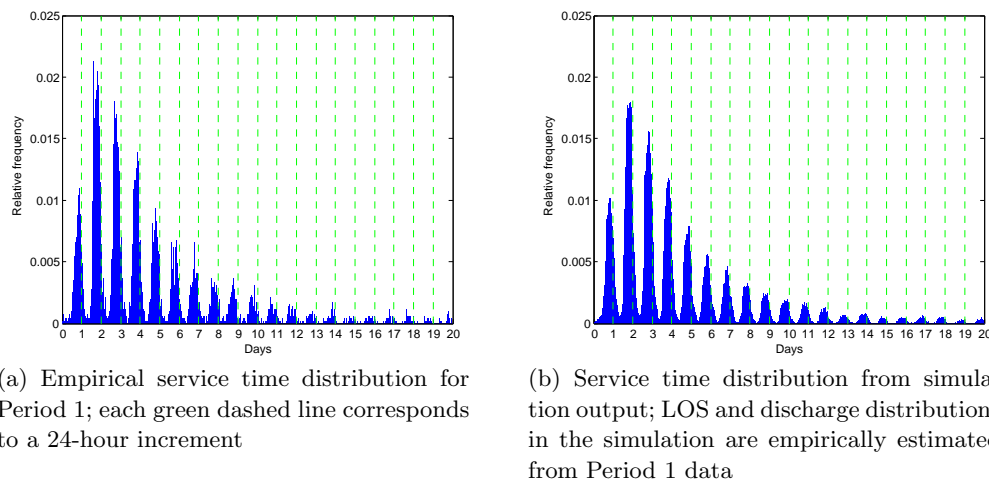 0.025
0.02
0.015
0.01
0.005
0
Relative frequency
0 1 2 3 4 5 6 7 8 9 10 11 12 13 14 15 16 17 18 19 20
Days
(a) Empirical service time distribution for
Period 1; each green dashed line corresponds
to a 24-hour increment
0.025
0.02
0.015
0.01
0.005
0
Relative frequency
0 1 2 3 4 5 6 7 8 9 10 11 12 13 14 15 16 17 18 19 20
Days
(b) Service time distribution from simula
tion output; LOS and discharge distribution
in the simulation are empirically estimated
from Period 1 data